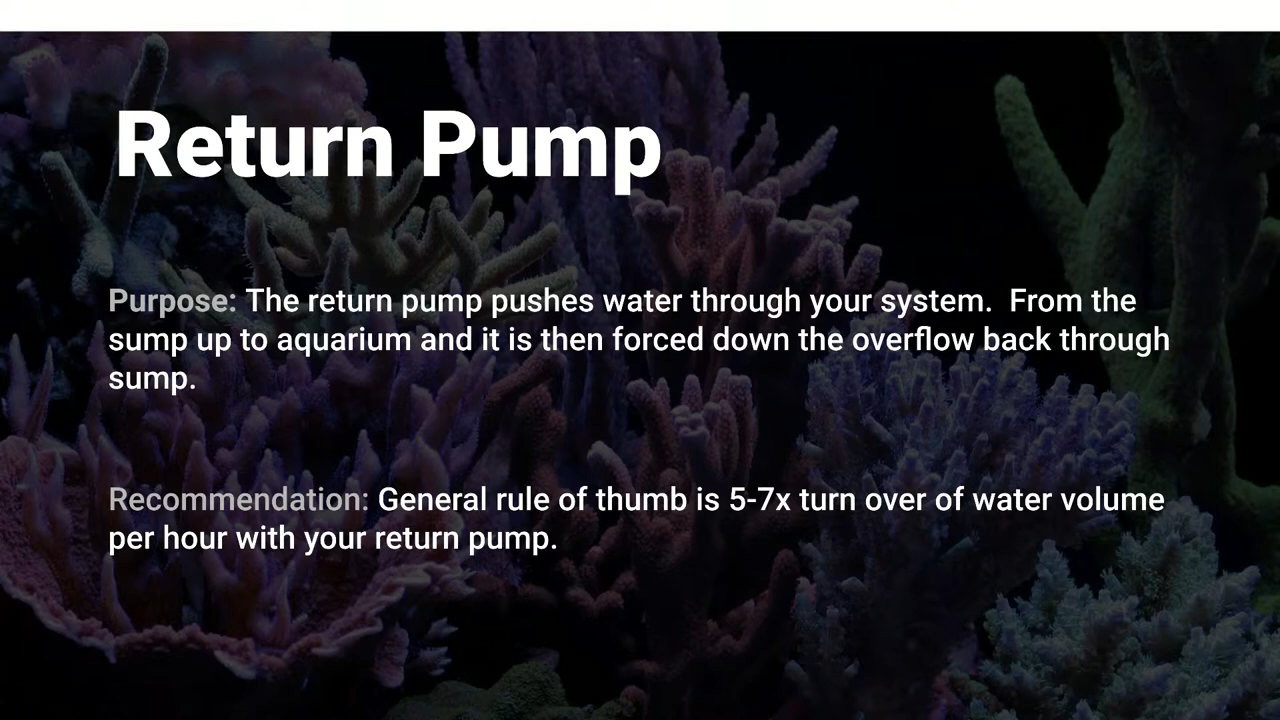 Return Pump
Purpose: The return pump pushes water through your system.  From the
sump up to aquarium and it is then forced down the overflow back through
sump.
Recommendation: General rule of thumb is 5-7x turn over of water volume
per hour with your return pump.